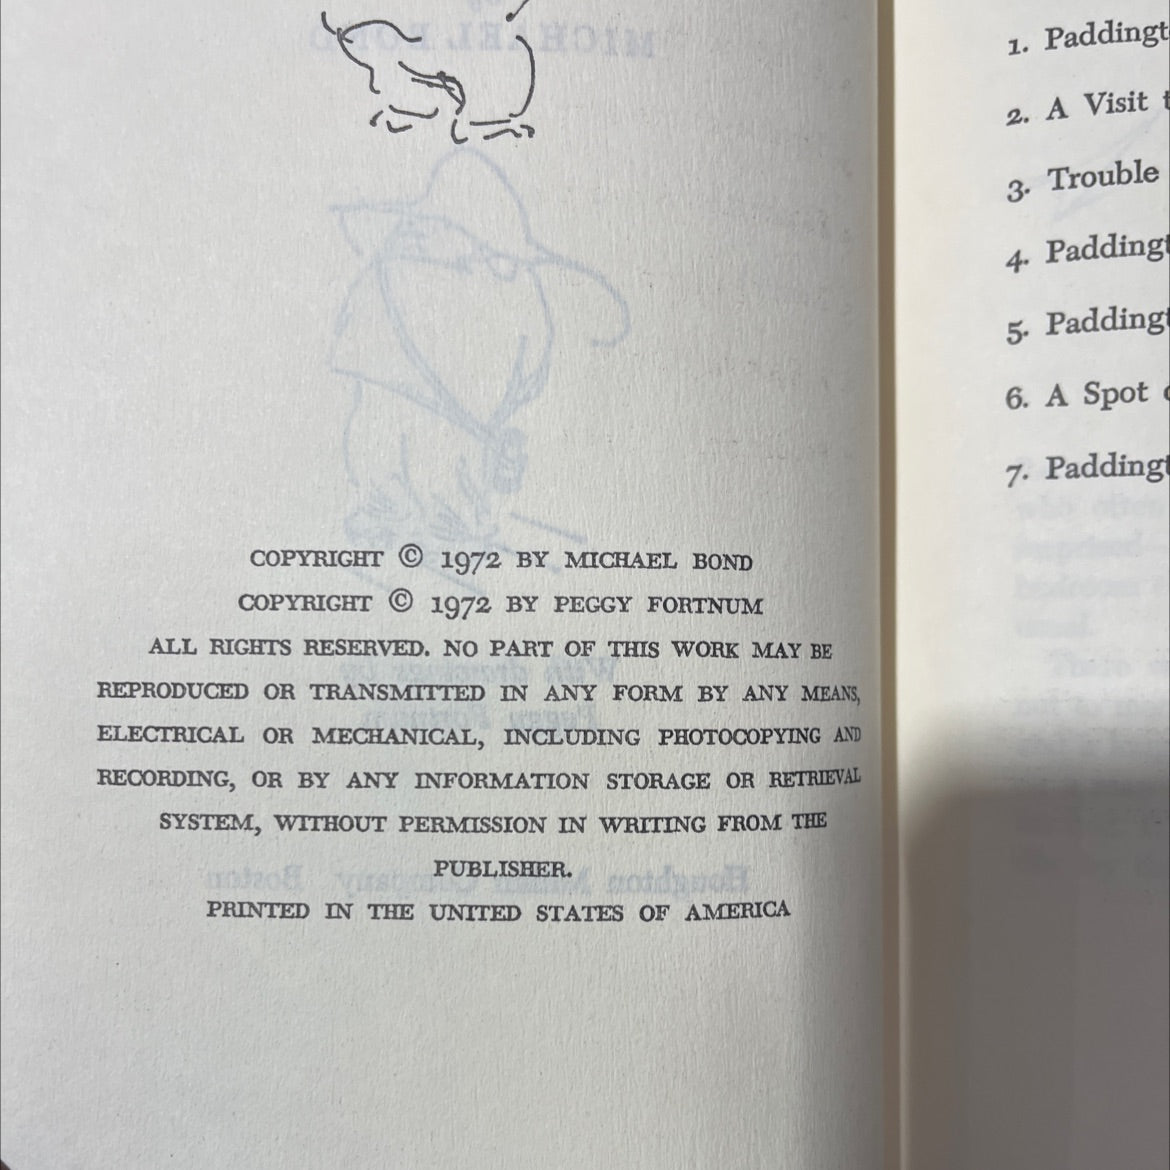 COPYRIGHT © 1972 BY MICHAEL BOND
COPYRIGHT © 1972 BY PEGGY FORTNUM
ALL RIGHTS RESERVED. NO PART OF THIS WORK MAY BE
REPRODUCED OR TRANSMITTED IN ANY FORM BY ANY MEANS,
ELECTRICAL OR MECHANICAL, INCLUDING PHOTOCOPYING AND
RECORDING, OR BY ANY INFORMATION STORAGE OR RETRIEVAL
SYSTEM, WITHOUT PERMISSION IN WRITING FROM THE
PUBLISHER.
PRINTED IN THE UNITED STATES OF AMERICA
1. Paddingt
2. A Visit t
3. Trouble
4. Paddingt
5. Paddingt
6. A Spot
7. Paddingt